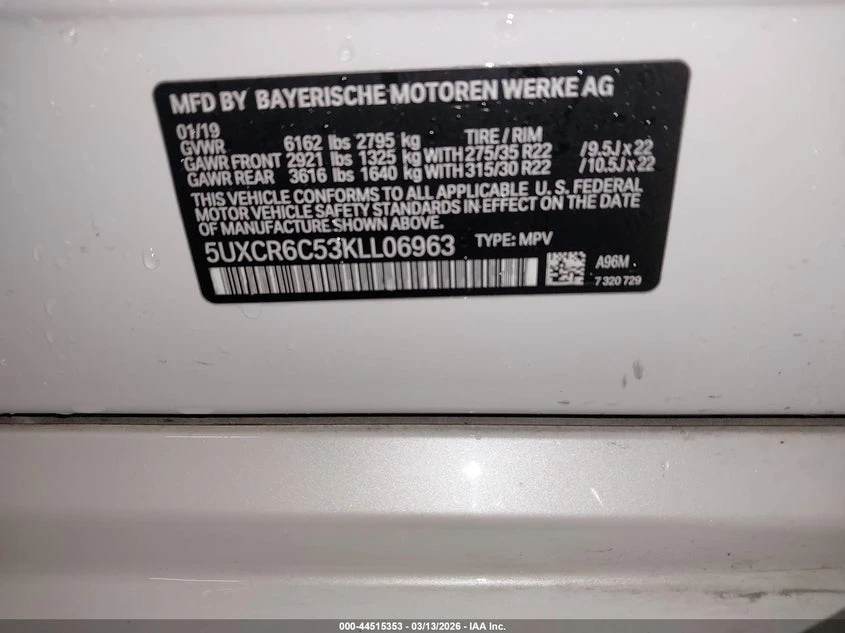 MFD BY BAYERISCHE MOTOREN WERKE AG
01/19 TIRE / RIM
GVWR 6162 lbs 2795 kg
GAWR FRONT 2921 lbs 1325 kg WITH 275/35 R22 /9.5J x 22
GAWR REAR 3616 lbs 1640 kg WITH 315/30 R22 /10.5J x 22
THIS VEHICLE CONFORMS TO ALL APPLICABLE U. S. FEDERAL
MOTOR VEHICLE SAFETY STANDARDS IN EFFECT ON THE DATE
OF MANUFACTURE SHOWN ABOVE.
5UXCR6C53KLL06963 TYPE: MPV
A96M
7 320 729
000-44515353 | 03/13/2026 – IAA Inc.